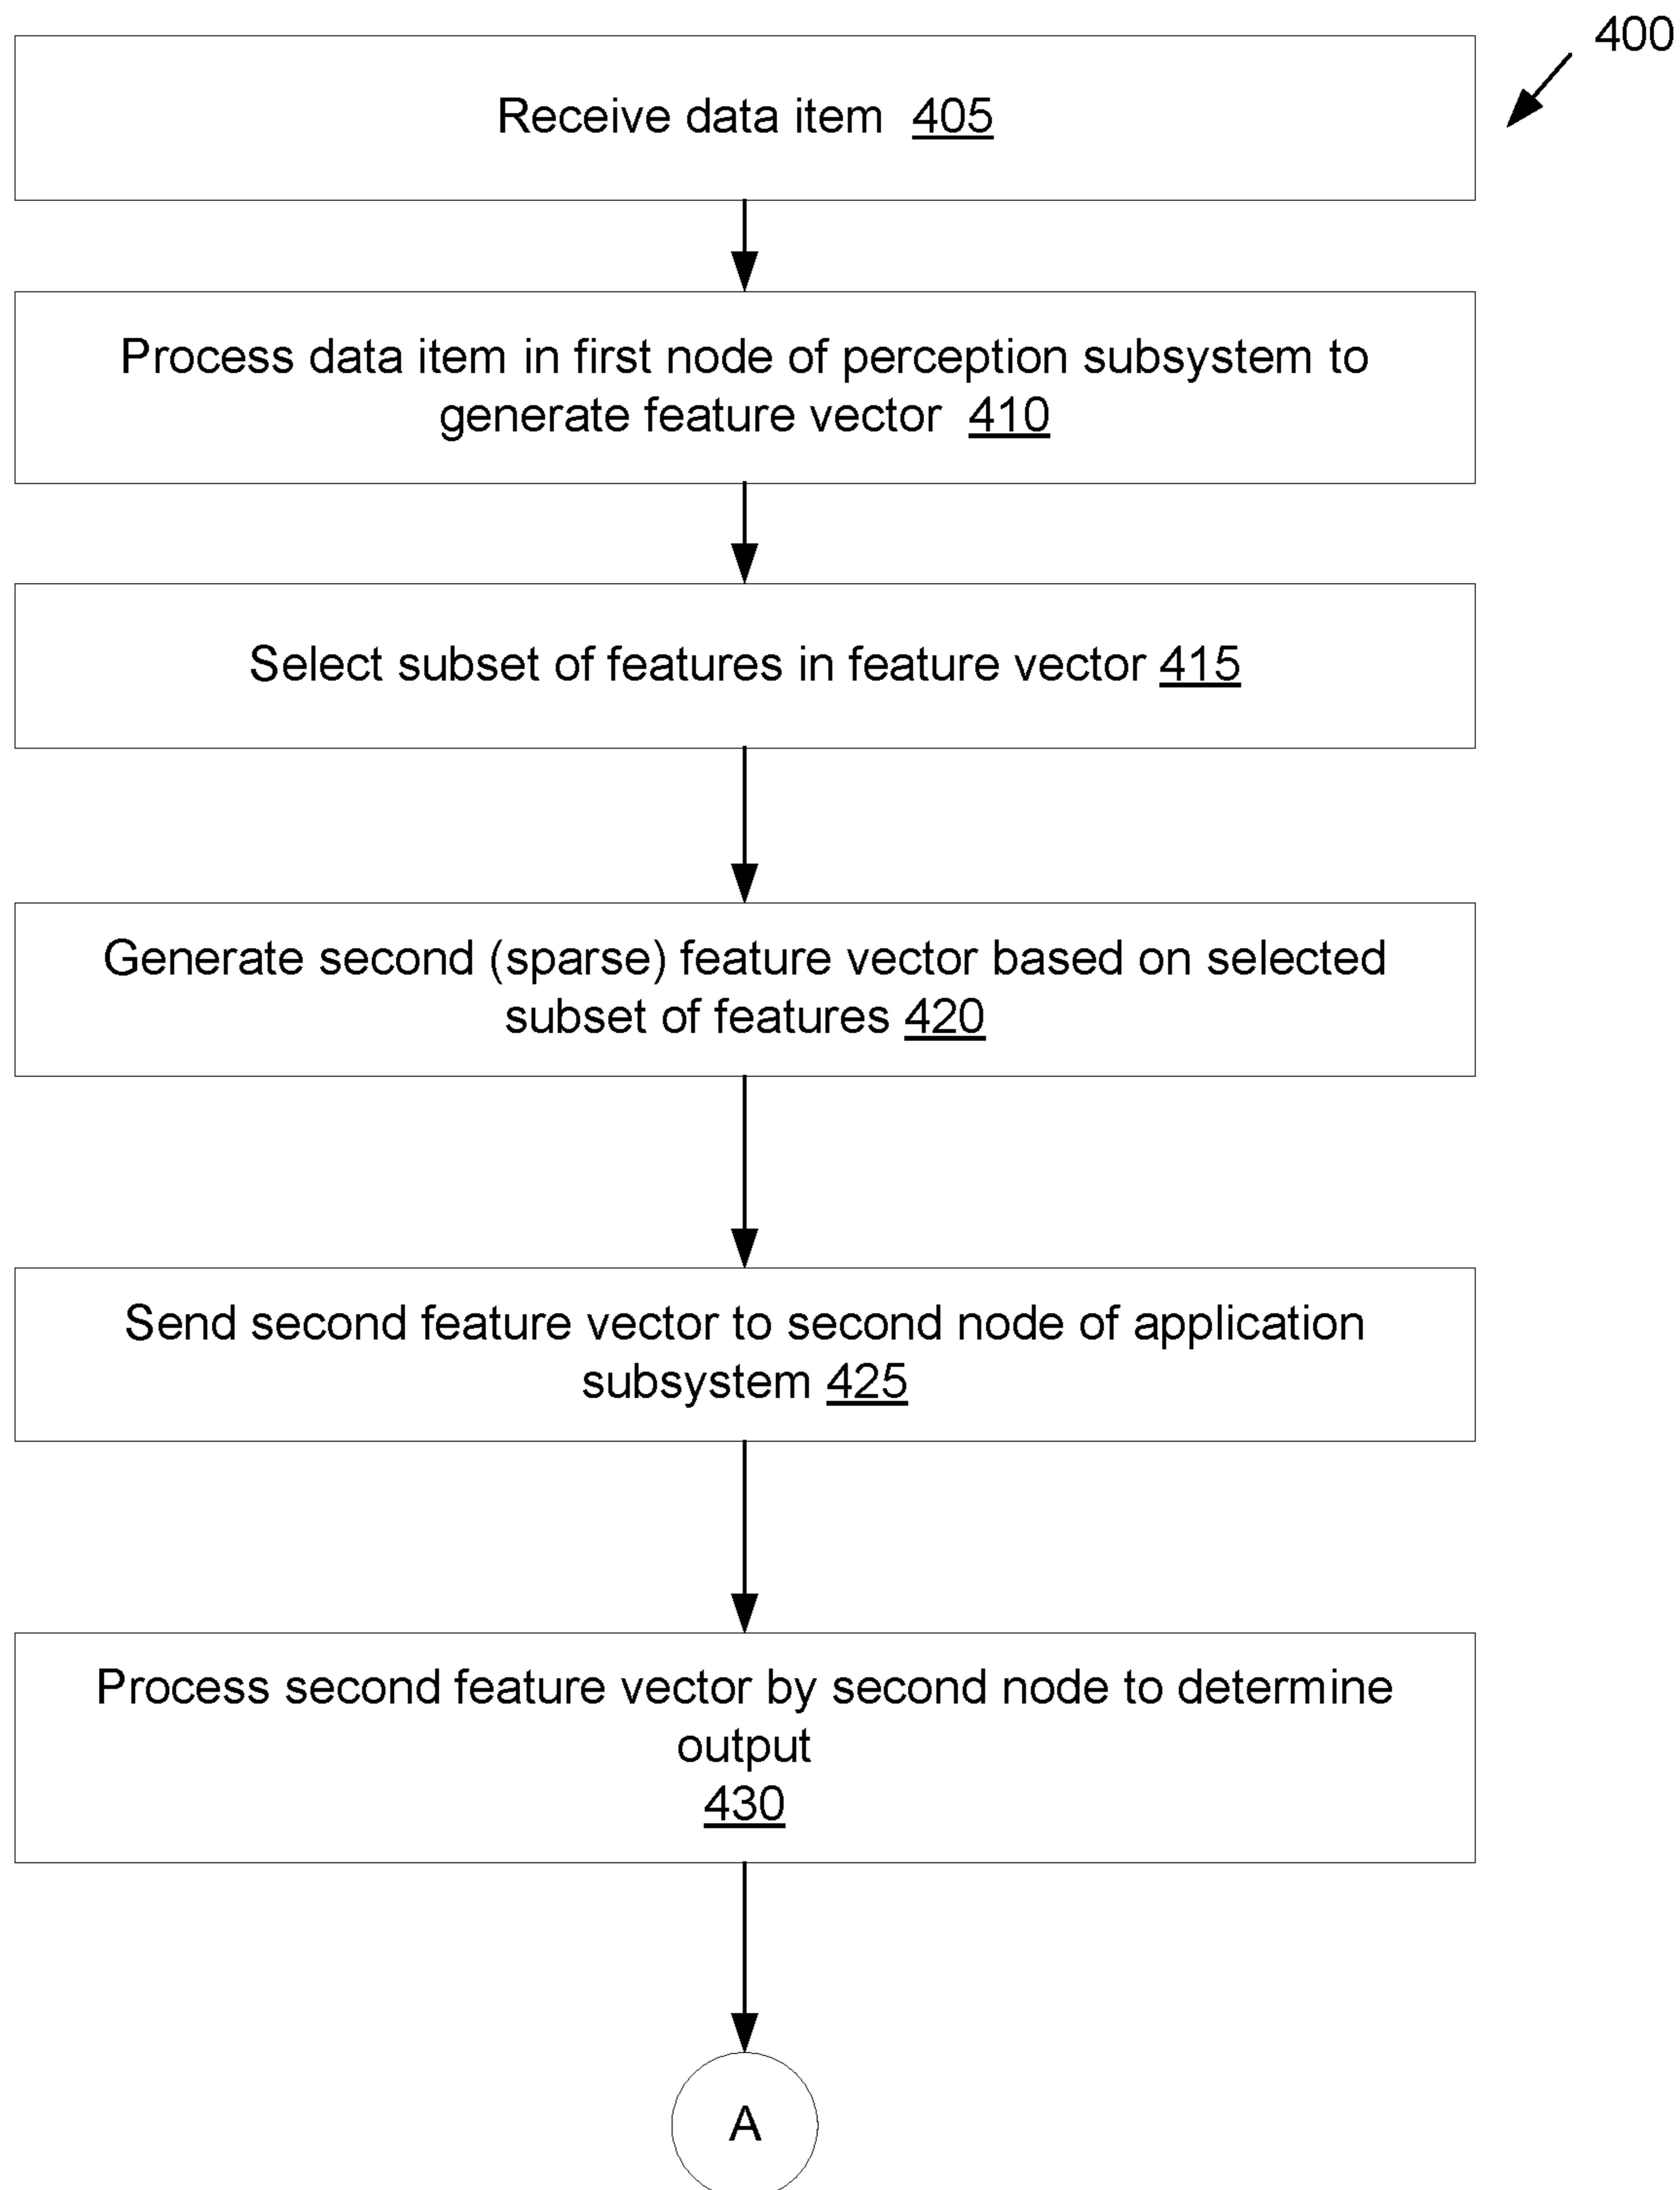 400
Receive data item 405
Process data item in first node of perception subsystem to
generate feature vector 410
Select subset of features in feature vector 415
Generate second (sparse) feature vector based on selected
subset of features 420
Send second feature vector to second node of application
subsystem 425
Process second feature vector by second node to determine
output
430
A